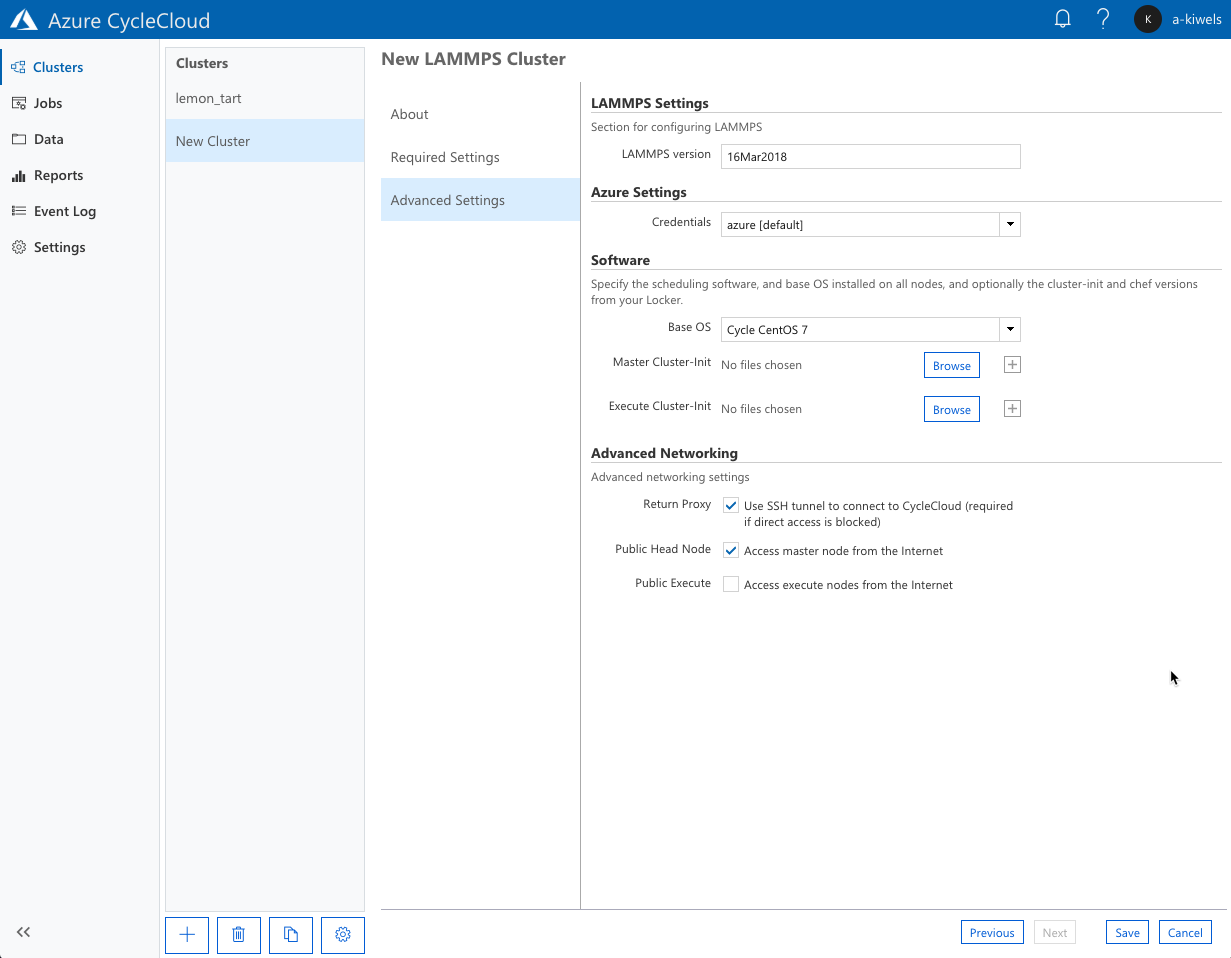 Azure CycleCloud
K
a-kiwels
Clusters
Jobs
Data
Reports
Event Log
Settings
Clusters
lemon_tart
New Cluster
New LAMMPS Cluster
About
Required Settings
Advanced Settings
LAMMPS Settings
Section for configuring LAMMPS
LAMMPS version
16Mar2018
Azure Settings
Credentials
azure [default]
Software
Specify the scheduling software, and base OS installed on all nodes, and optionally the cluster-init and chef versions
from your Locker.
Base OS
Cycle CentOS 7
Master Cluster-Init
No files chosen
Browse
Execute Cluster-Init
No files chosen
Browse
Advanced Networking
Advanced networking settings
Return Proxy
Use SSH tunnel to connect to CycleCloud (required
if direct access is blocked)
Public Head Node
Access master node from the Internet
Public Execute
Access execute nodes from the Internet
Previous
Next
Save
Cancel